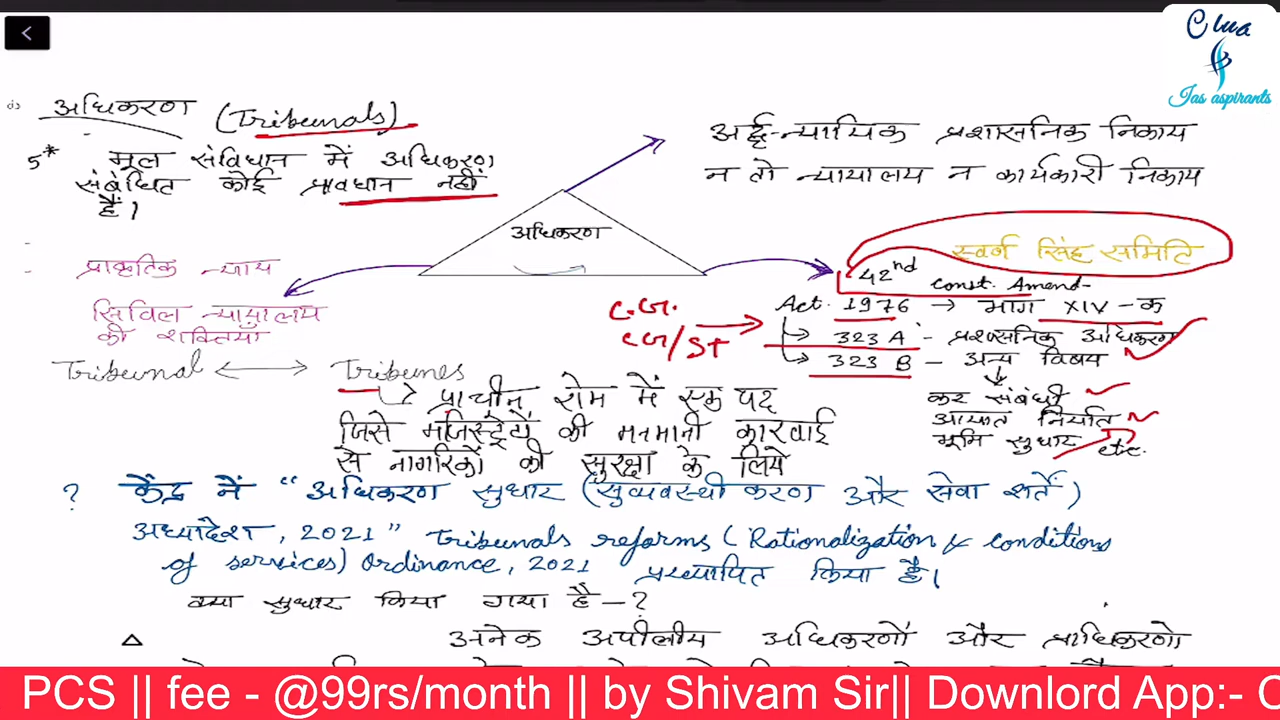 Clua
Ias aspirants
अधिकरण (Tribunals)
5* मूल संविधान में अधिकरण
संबंधित कोई प्रावधान नहीं
हैं।
अर्द्ध-न्यायिक प्रशासनिक निकाय
न तो न्यायालय न कार्यकारी निकाय
अधिकरण
प्राकृतिक न्याय
सिविल न्यायालय
की शक्तियाँ
स्वर्ण सिंह समिति
42nd Const. Amend-
Act. 1976 → भाग XIV-क
C.G.
CG/ST
→ 323 A - प्रशासनिक अधिकरण
→ 323 B - अन्य विषय
कर संबंधी
आयात निर्यात
भूमि सुधार etc.
Tribunal ⟷ Tribunes
→ प्राचीन रोम में एक पद
जिसे मजिस्ट्रेटों की मनमानी कारवाई
से नागरिकों की सुरक्षा के लिये
? केंद्र ने "अधिकरण सुधार (सुव्यवस्थीकरण और सेवा शर्तें)
अध्यादेश, 2021" Tribunals reforms (Rationalization & conditions
of services) Ordinance, 2021 प्रख्यापित किया है।
क्या सुधार किया गया है -?
△ अनेक अपीलीय अधिकरणों और प्राधिकरणों
PCS || fee - @99rs/month || by Shivam Sir|| Downlord App:- C